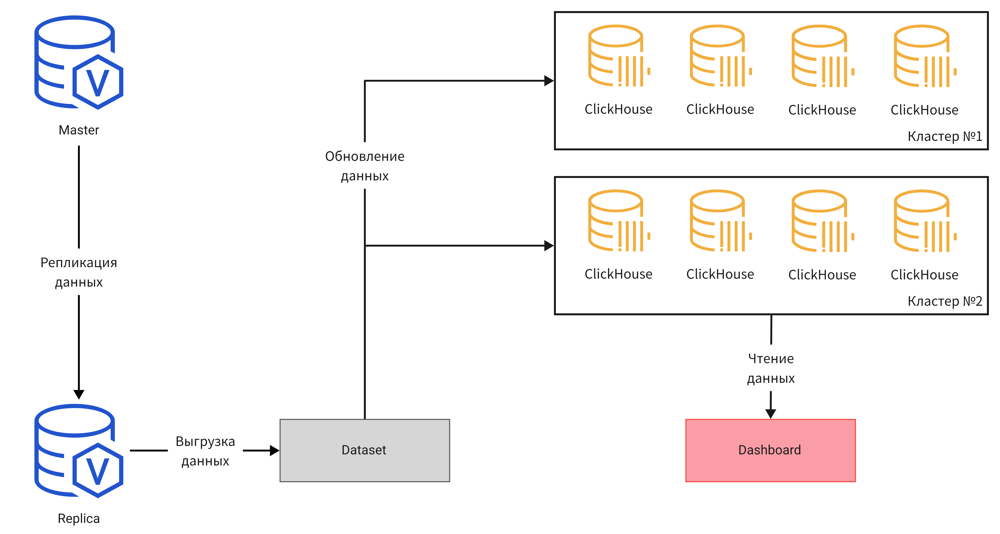 V
Master
Репликация
данных
V
Replica
Выгрузка
данных
Dataset
Обновление
данных
ClickHouse
ClickHouse
ClickHouse
ClickHouse
Кластер №1
ClickHouse
ClickHouse
ClickHouse
ClickHouse
Кластер №2
Чтение
данных
Dashboard